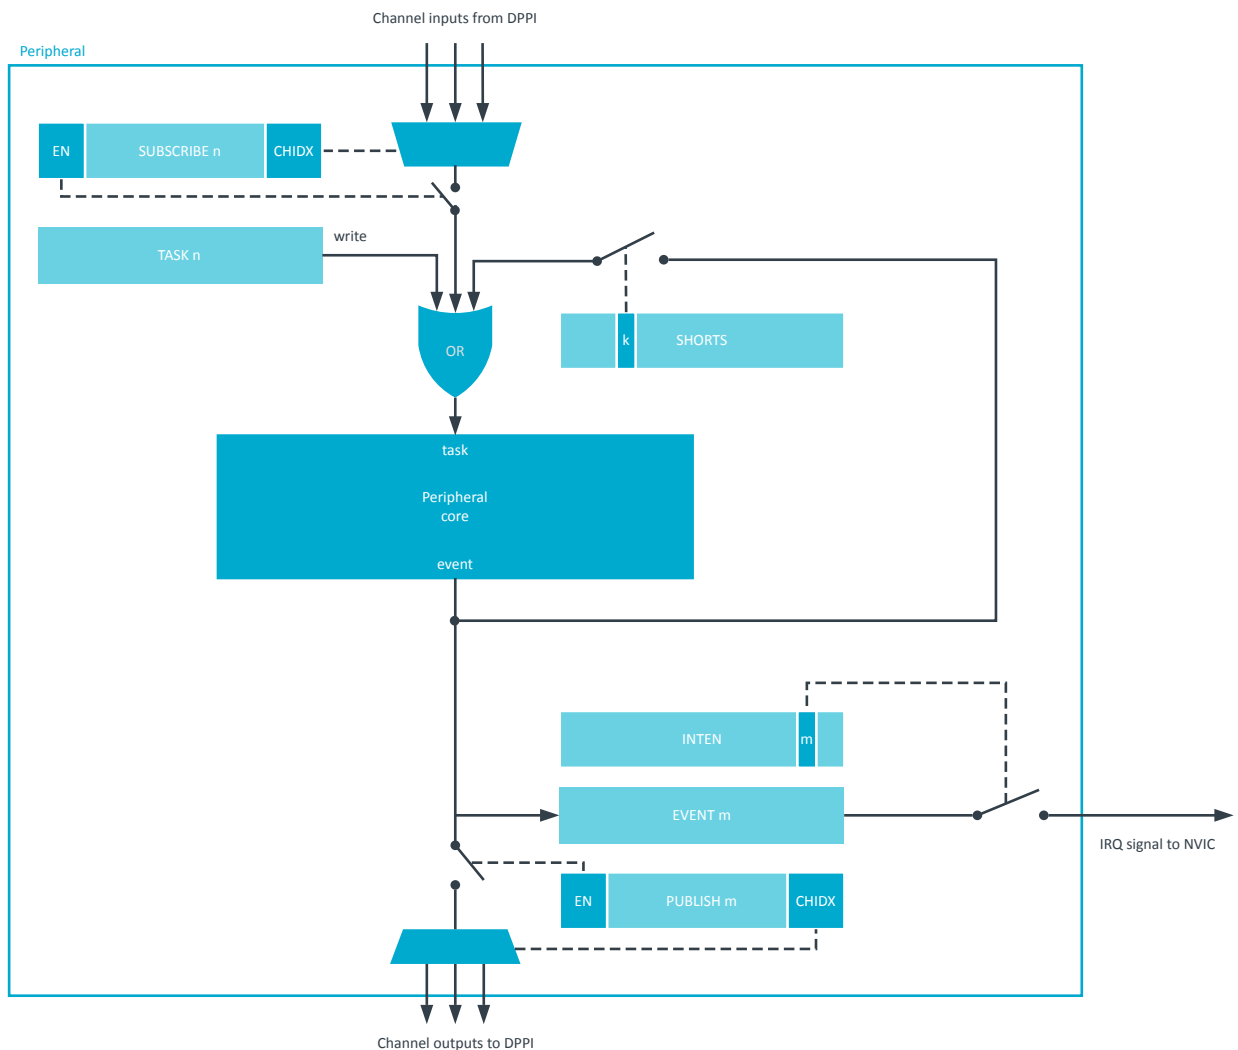 Channel inputs from DPPI
Peripheral
EN
SUBSCRIBE n
CHIDX
TASK n
write
OR
k
SHORTS
task
Peripheral
core
event
INTEN
m
EVENT m
IRQ signal to NVIC
EN
PUBLISH m
CHIDX
Channel outputs to DPPI